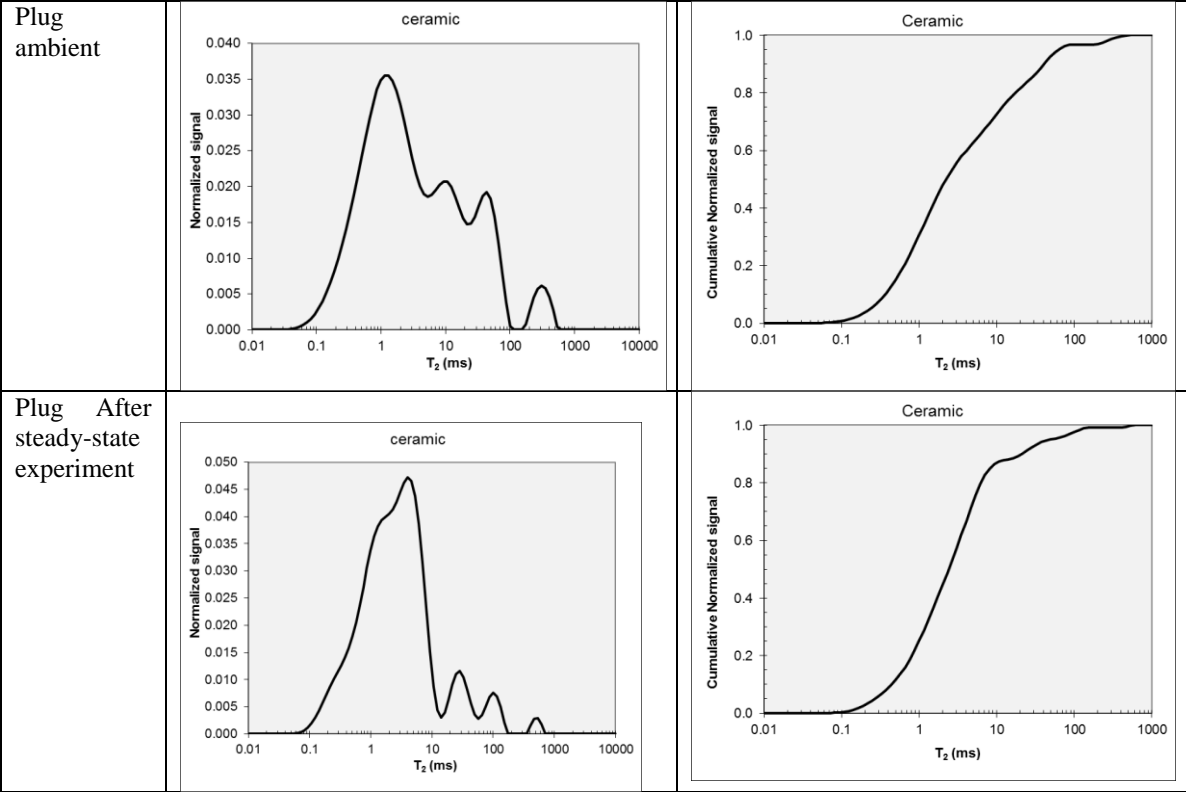 Plug
ambient
ceramic
0.040
0.035
0.030
0.025
0.020
0.015
0.010
0.005
0.000
Normalized signal
0.01 0.1 1 10 100 1000 10000
T₂ (ms)
Ceramic
1.0
0.8
0.6
0.4
0.2
0.0
Cumulative Normalized signal
0.01 0.1 1 10 100 1000
T₂ (ms)
Plug After
steady-state
experiment
ceramic
0.050
0.045
0.040
0.035
0.030
0.025
0.020
0.015
0.010
0.005
0.000
Normalized signal
0.01 0.1 1 10 100 1000 10000
T₂ (ms)
Ceramic
1.0
0.8
0.6
0.4
0.2
0.0
Cumulative Normalized signal
0.01 0.1 1 10 100 1000
T₂ (ms)